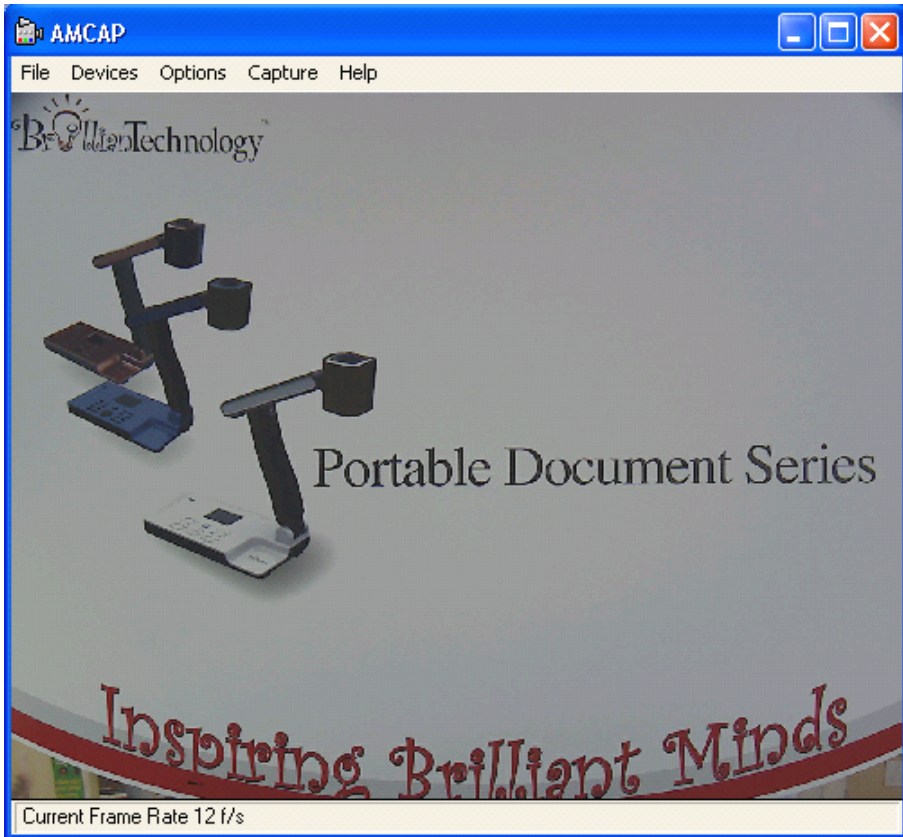 AMCAP
File Devices Options Capture Help
BrillianTechnology
Portable Document Series
Inspiring Brilliant Minds
Current Frame Rate 12 f/s